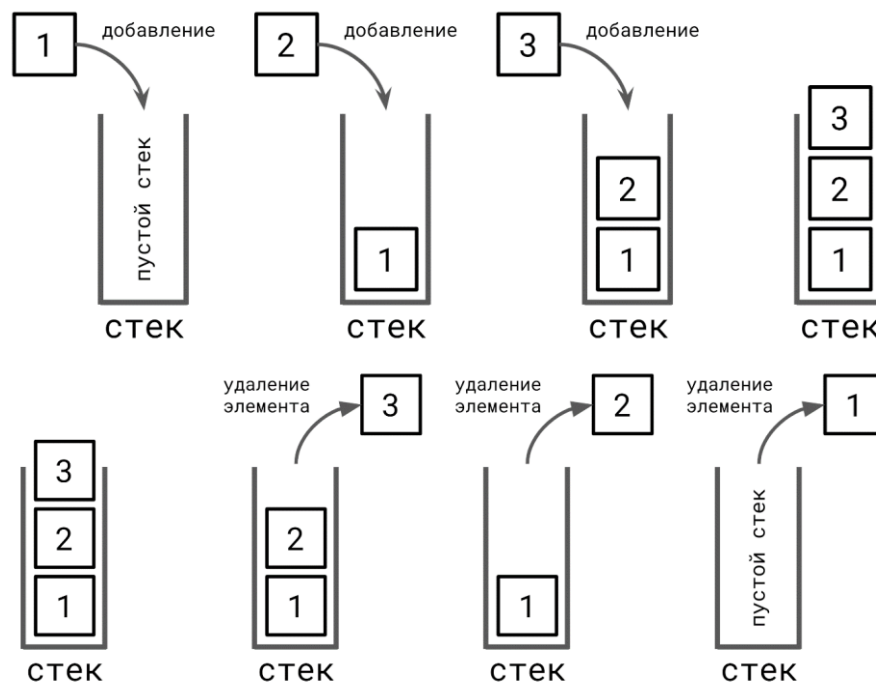 1
добавление
2
добавление
3
добавление
пустой стек
1
2
1
3
2
1
стек
стек
стек
стек
удаление
элемента
3
удаление
элемента
2
удаление
элемента
1
3
2
1
2
1
1
пустой стек
стек
стек
стек
стек